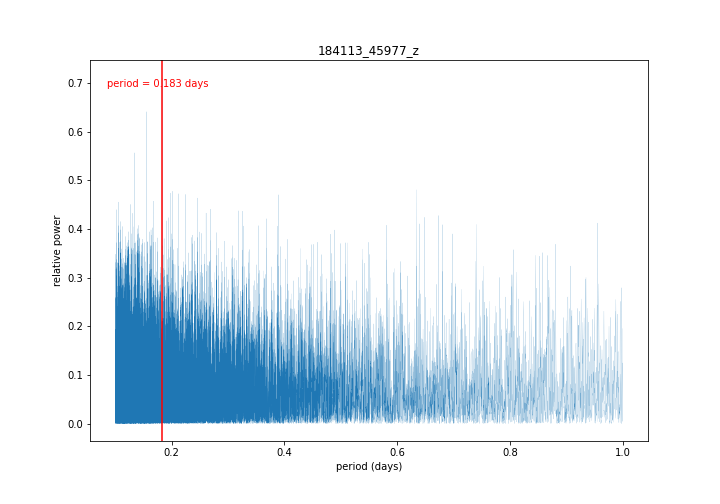 184113_45977_z
period = 0.183 days
relative power
0.7
0.6
0.5
0.4
0.3
0.2
0.1
0.0
0.2 0.4 0.6 0.8 1.0
period (days)